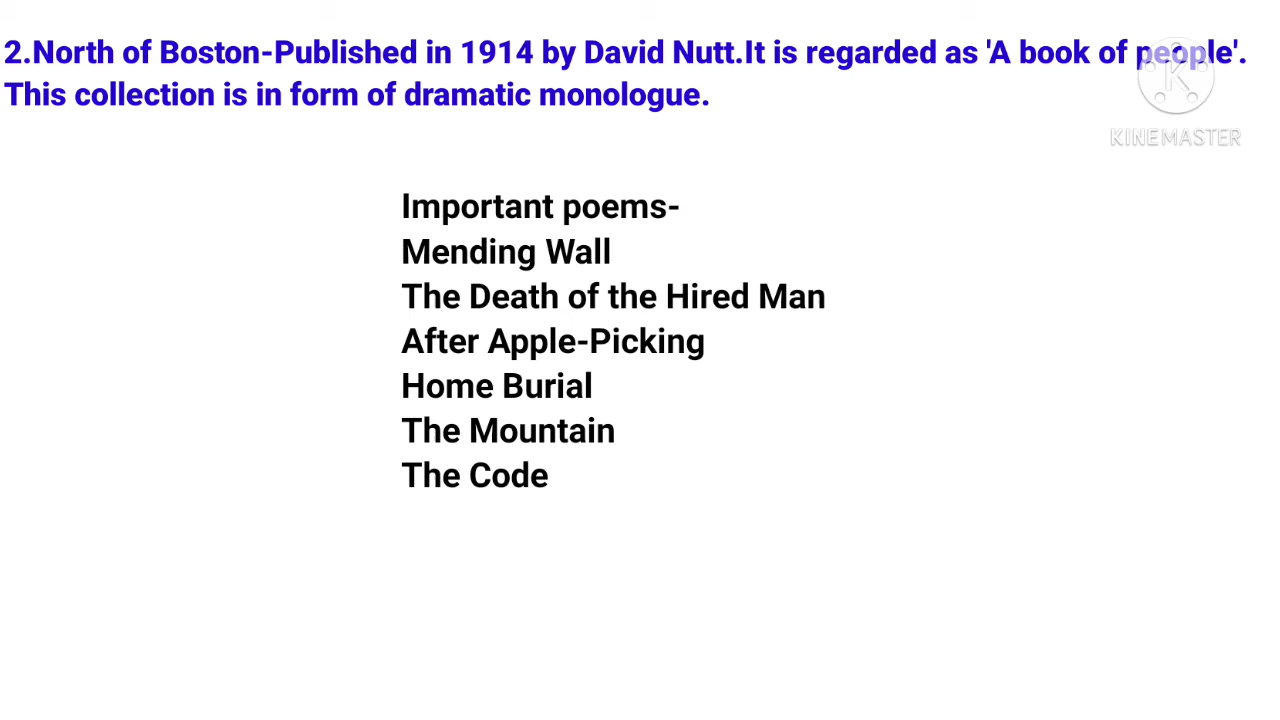 2.North of Boston-Published in 1914 by David Nutt.It is regarded as 'A book of people'.
This collection is in form of dramatic monologue.
KINEMASTER
Important poems-
Mending Wall
The Death of the Hired Man
After Apple-Picking
Home Burial
The Mountain
The Code